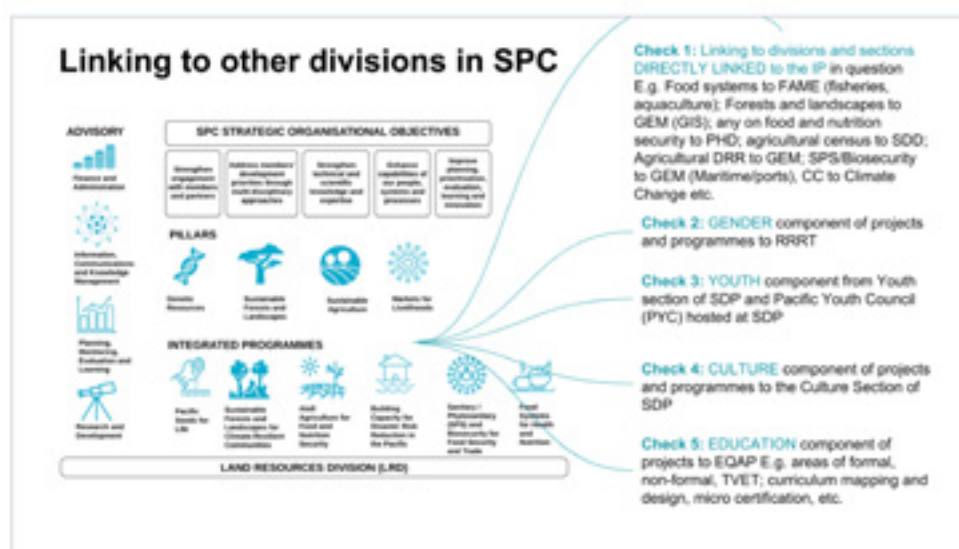 Linking to other divisions in SPC
ADVISORY
Finance and
Administration
Information,
Communications
and Knowledge
Management
Planning,
Monitoring,
Evaluation and
Learning
Research and
Development
SPC STRATEGIC ORGANISATIONAL OBJECTIVES
Strengthen
engagement
with members
and partners
Address members'
development
priorities through
multi disciplinary
approaches
Strengthen
technical and
scientific
knowledge and
expertise
Enhance
capabilities of
our people,
systems and
processes
Improve
planning,
prioritisation,
evaluation,
learning and
innovation
PILLARS
Genetic
Resources
Sustainable
Forests and
Landscapes
Sustainable
Agriculture
Markets for
Livelihoods
INTEGRATED PROGRAMMES
Pacific
Seeds for
Life
Sustainable
Forests and
Landscapes for
Climate Resilient
Communities
Agriculture for
Food and
Nutrition
Security
Building
Capacity for
Disaster Risk
Reduction in
the Pacific
Sanitary /
Phytosanitary
(SPS) and
Biosecurity for
Food Security
and Trade
Food
Systems
for Health
and
Nutrition
LAND RESOURCES DIVISION (LRD)
Check 1: Linking to divisions and sections
DIRECTLY LINKED to the IP in question
E.g. Food systems to FAME (fisheries,
aquaculture); Forests and landscapes to
GEM (GIS); any on food and nutrition
security to PHD; agricultural census to SDD;
Agricultural DRR to GEM; SPS/Biosecurity
to GEM (Maritime/ports), CC to Climate
Change etc.
Check 2: GENDER component of projects
and programmes to RRRT
Check 3: YOUTH component from Youth
section of SDP and Pacific Youth Council
(PYC) hosted at SDP
Check 4: CULTURE component of projects
and programmes to the Culture Section of
SDP
Check 5: EDUCATION component of
projects to EQAP E.g. areas of formal,
non-formal, TVET; curriculum mapping and
design, micro certification, etc.